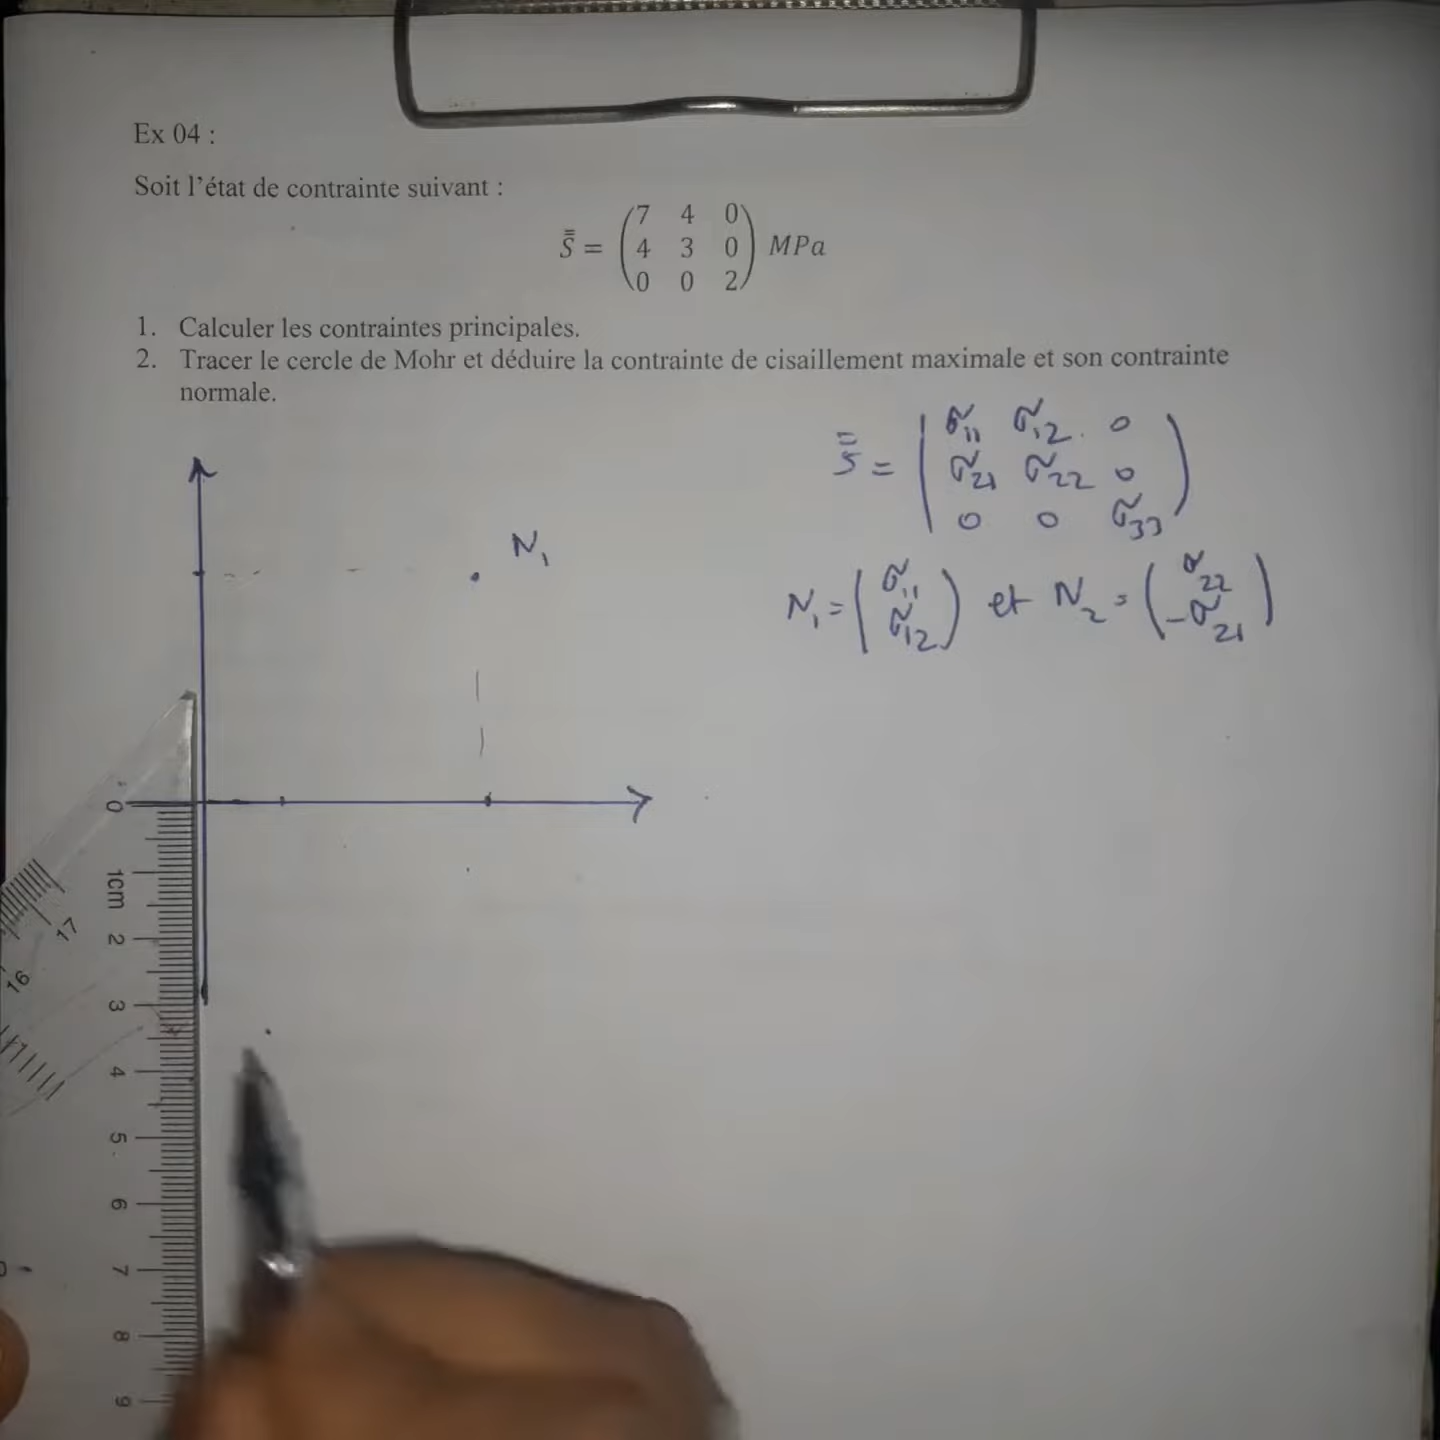 Ex 04 :
Soit l'état de contrainte suivant :
S̿ = (7 4 0
4 3 0
0 0 2) MPa
1. Calculer les contraintes principales.
2. Tracer le cercle de Mohr et déduire la contrainte de cisaillement maximale et son contrainte
normale.
S̿ = (σ₁₁ σ₁₂ 0
σ₂₁ σ₂₂ 0
0 0 σ₃₃)
N₁
N₁ = (σ₁₁ σ₁₂) et N₂ = (σ₂₂ -σ₂₁)
0
1cm
2
3
4
5
6
7
8
9
17
16